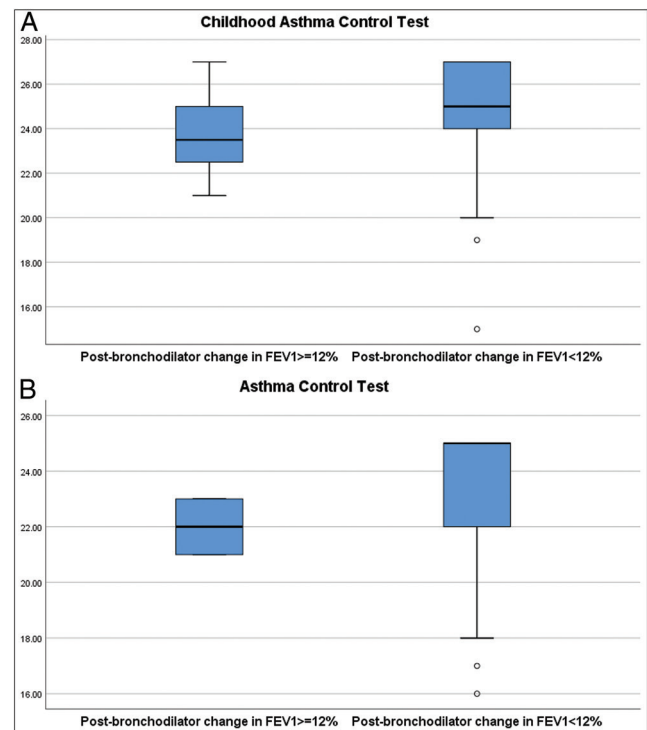 A
Childhood Asthma Control Test
28.00
26.00
24.00
22.00
20.00
18.00
16.00
Post-bronchodilator change in FEV1>=12% Post-bronchodilator change in FEV1<12%
B
Asthma Control Test
26.00
24.00
22.00
20.00
18.00
16.00
Post-bronchodilator change in FEV1>=12% Post-bronchodilator change in FEV1<12%